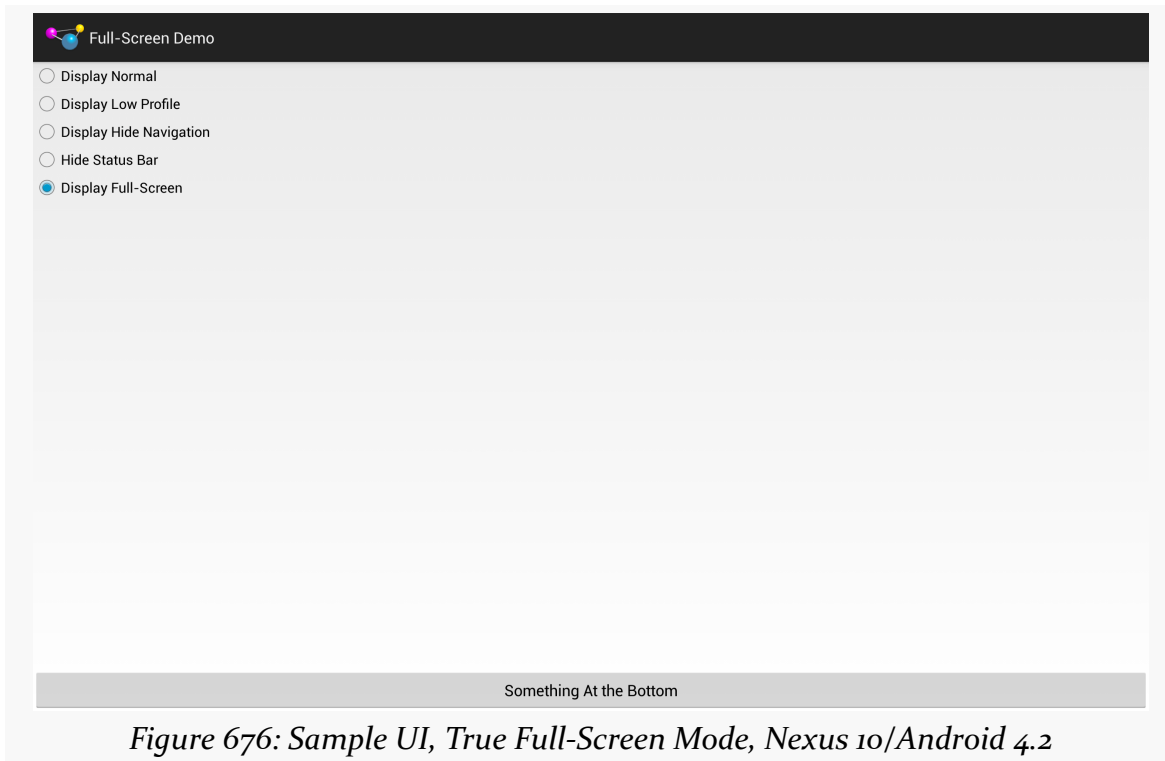 Full-Screen Demo
Display Normal
Display Low Profile
Display Hide Navigation
Hide Status Bar
Display Full-Screen
Something At the Bottom
Figure 676: Sample UI, True Full-Screen Mode, Nexus 10/Android 4.2